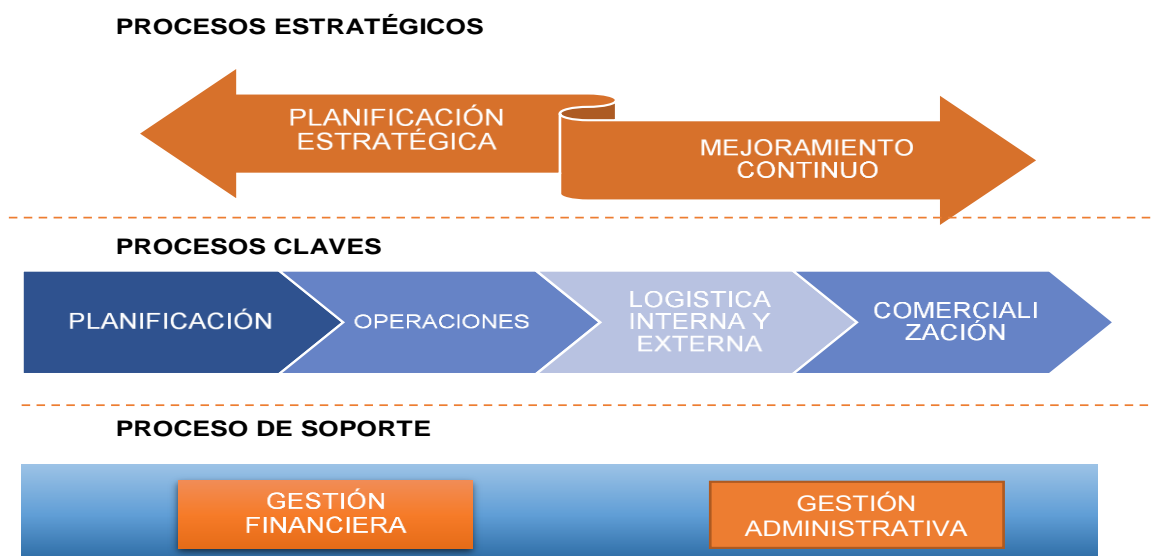 PROCESOS ESTRATÉGICOS
PLANIFICACIÓN
ESTRATÉGICA
MEJORAMIENTO
CONTINUO
PROCESOS CLAVES
PLANIFICACIÓN
OPERACIONES
LOGISTICA
INTERNA Y
EXTERNA
COMERCIALI
ZACIÓN
PROCESO DE SOPORTE
GESTIÓN
FINANCIERA
GESTIÓN
ADMINISTRATIVA